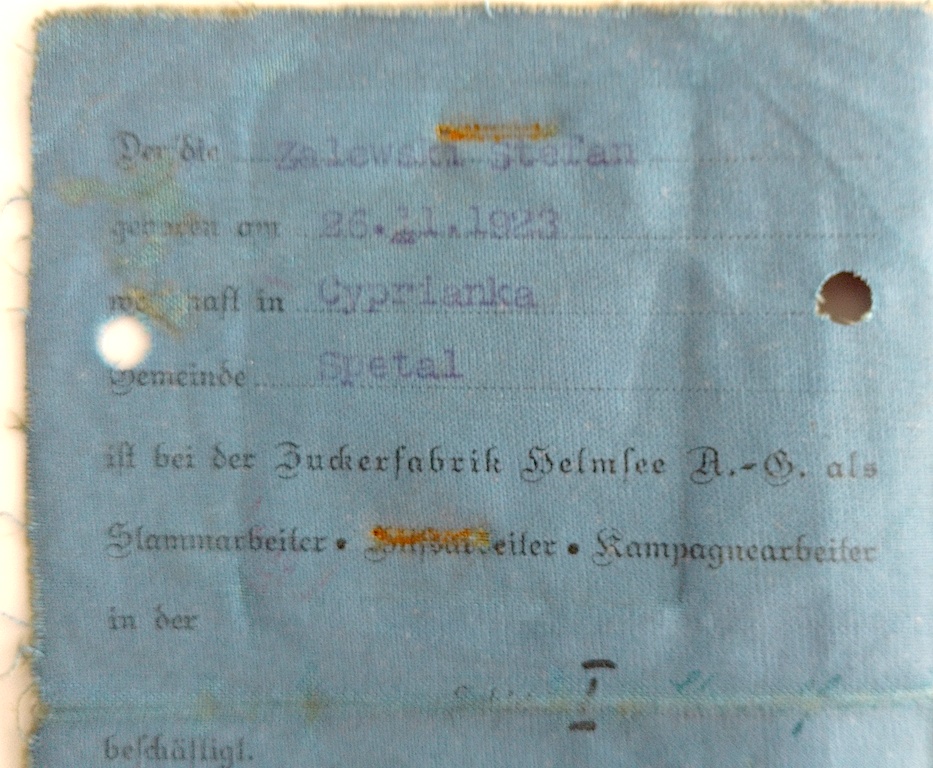 Der/die Zalewski Stefan
geboren am 26.11.1923
wohnhaft in Cyprianka
Gemeinde Spetal
ist bei der Zuckerfabrik Helmsee A.-G. als
Stammarbeiter • Hilfsarbeiter • Kampagnearbeiter
in der
I
beschäftigt.